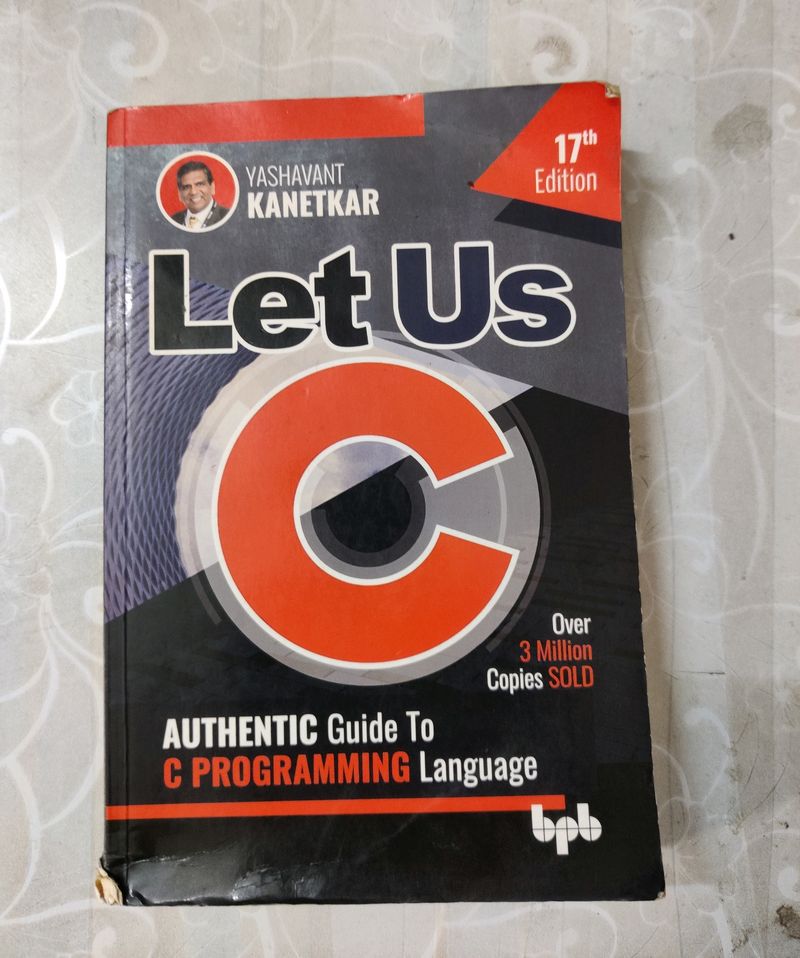 17th
Edition
YASHAVANT
KANETKAR
Let Us
C
Over
3 Million
Copies SOLD
AUTHENTIC Guide To
C PROGRAMMING Language
bpb